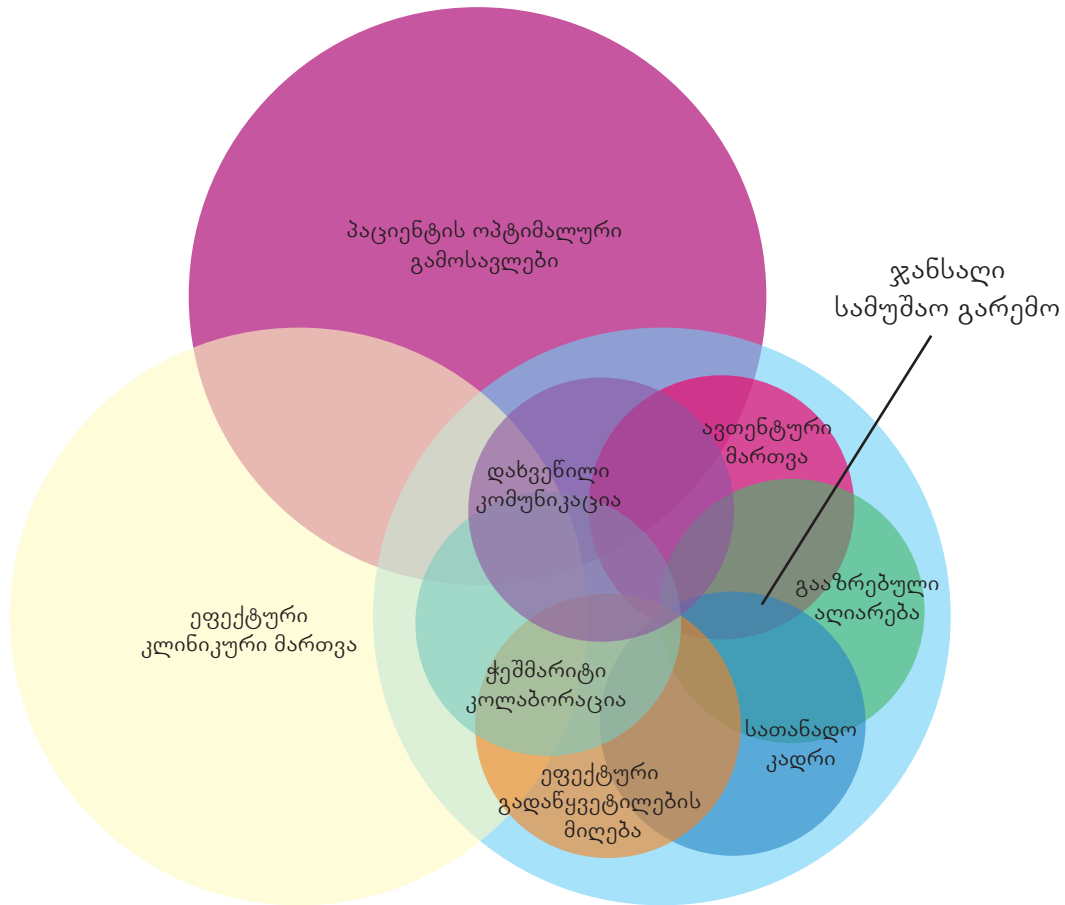 პაციენტის ოპტიმალური
გამოსავლები
ჯანსაღი
სამუშაო გარემო
ავთენტური
მართვა
დახვეწილი
კომუნიკაცია
გააზრებული
აღიარება
ეფექტური
კლინიკური მართვა
ჭეშმარიტი
კოლაბორაცია
სათანადო
კადრი
ეფექტური
გადაწყვეტილების
მიღება